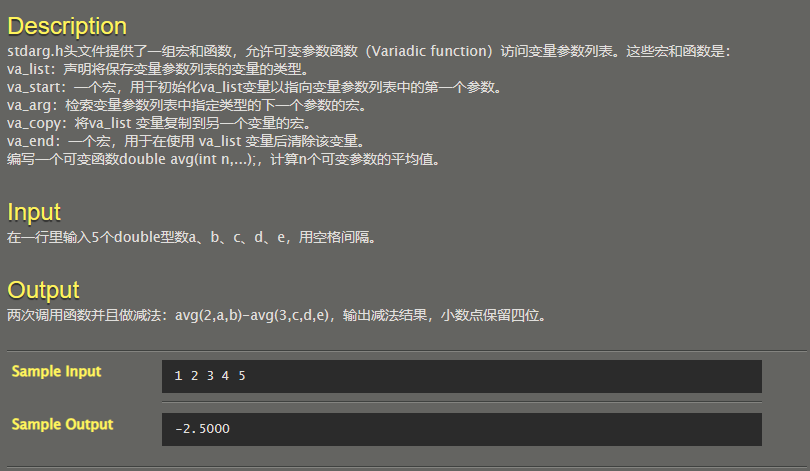 Description
stdarg.h头文件提供了一组宏和函数，允许可变参数函数（Variadic function）访问变量参数列表。这些宏和函数是：
va_list：声明将保存变量参数列表的变量的类型。
va_start：一个宏，用于初始化va_list变量以指向变量参数列表中的第一个参数。
va_arg：检索变量参数列表中指定类型的下一个参数的宏。
va_copy：将va_list 变量复制到另一个变量的宏。
va_end：一个宏，用于在使用 va_list 变量后清除该变量。
编写一个可变函数double avg(int n,...);，计算n个可变参数的平均值。
Input
在一行里输入5个double型数a、b、c、d、e，用空格间隔。
Output
两次调用函数并且做减法：avg(2,a,b)-avg(3,c,d,e)，输出减法结果，小数点保留四位。
Sample Input
1 2 3 4 5
Sample Output
-2.5000